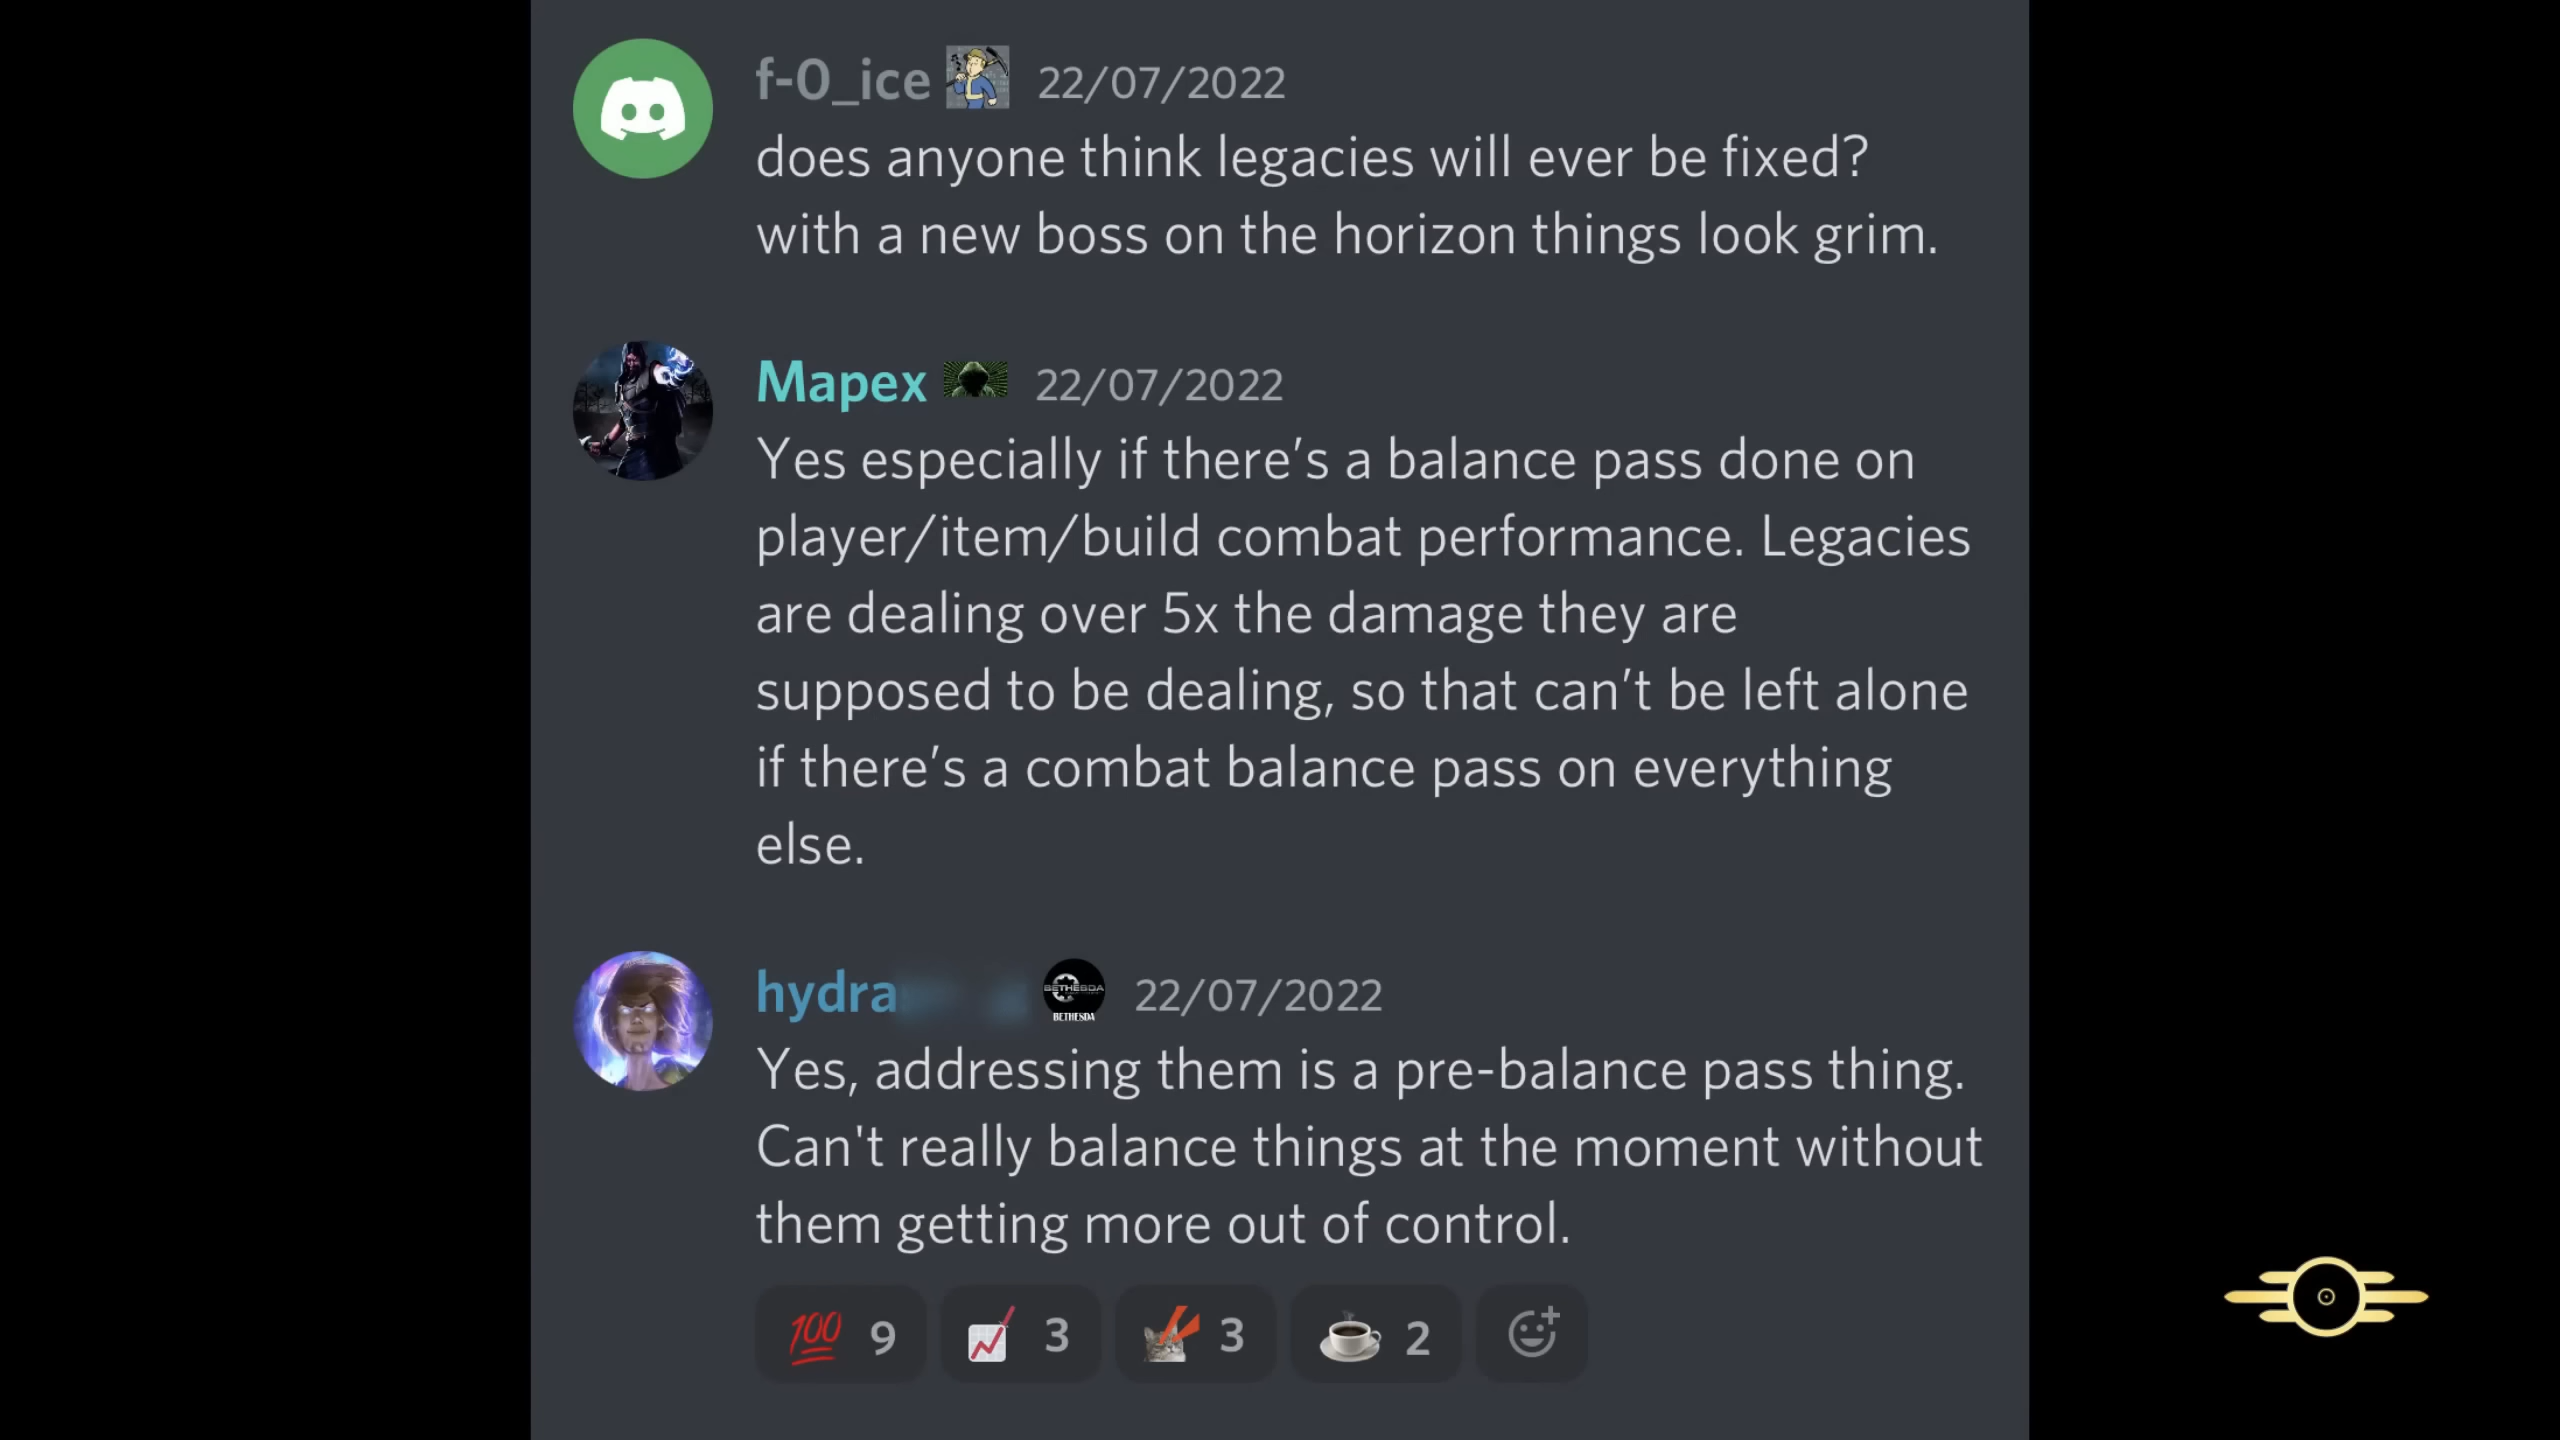 f-0_ice 22/07/2022
does anyone think legacies will ever be fixed?
with a new boss on the horizon things look grim.
Mapex 22/07/2022
Yes especially if there’s a balance pass done on
player/item/build combat performance. Legacies
are dealing over 5x the damage they are
supposed to be dealing, so that can’t be left alone
if there’s a combat balance pass on everything
else.
hydra BETHESDA BETHESDA 22/07/2022
Yes, addressing them is a pre-balance pass thing.
Can't really balance things at the moment without
them getting more out of control.
100 9 3 3 2